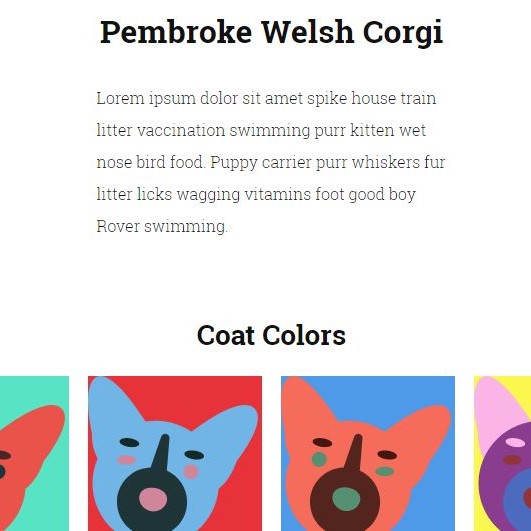 Pembroke Welsh Corgi
Lorem ipsum dolor sit amet spike house train
litter vaccination swimming purr kitten wet
nose bird food. Puppy carrier purr whiskers fur
litter licks wagging vitamins foot good boy
Rover swimming.
Coat Colors